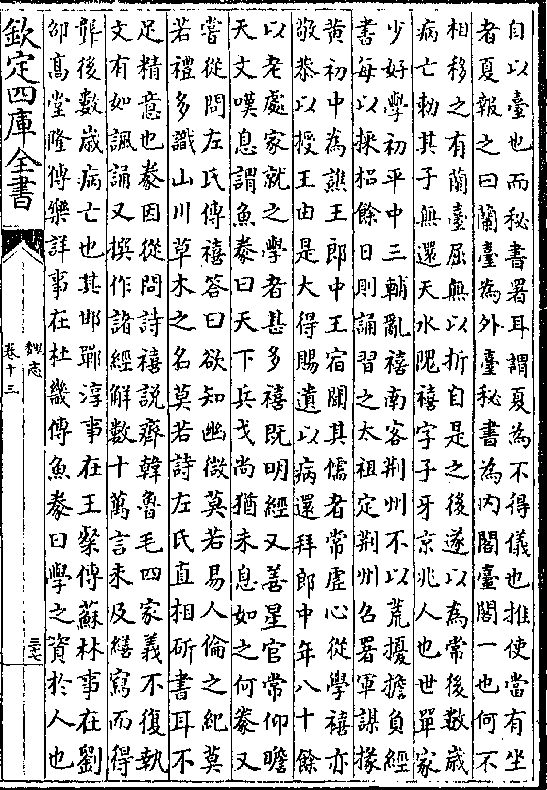 自以臺也而秘書署耳謂夏為不得儀也推使當有坐
者夏報之曰蘭臺為外臺秘書為内閣臺閣一也何不
相移之有蘭臺屈無以折自是之後遂以為常後數歲
病亡勑其子無還天水隗禧字子牙京兆人也世單家
少好學初平中三輔亂禧南客荆州不以荒擾擔負經
書每以採梠餘日則誦習之太祖定荆州召署軍謀掾
黄初中為譙王郎中王宿聞其儒者常虚心從學禧亦
敬恭以授王由是大得賜遺以病還拜郎中年八十餘
以老處家就之學者甚多禧既明經又善星官常仰瞻
天文嘆息謂魚豢曰天下兵戈尚猶未息如之何豢又
嘗從問左氏傳禧答曰欲知幽微莫若易人倫之紀莫
若禮多識山川草木之名莫若詩左氏直相斫書耳不
足精意也豢因從問詩禧説齊韓魯毛四家義不復執
文有如諷誦又撰作諸經解數十萬言未及繕寫而得
聾後數歲病亡也其邯鄲淳事在王粲傳蘇林事在劉
卲髙堂隆傳樂詳事在杜畿傳魚豢曰學之資於人也
欽定四庫全書
魏志
卷十三
三七